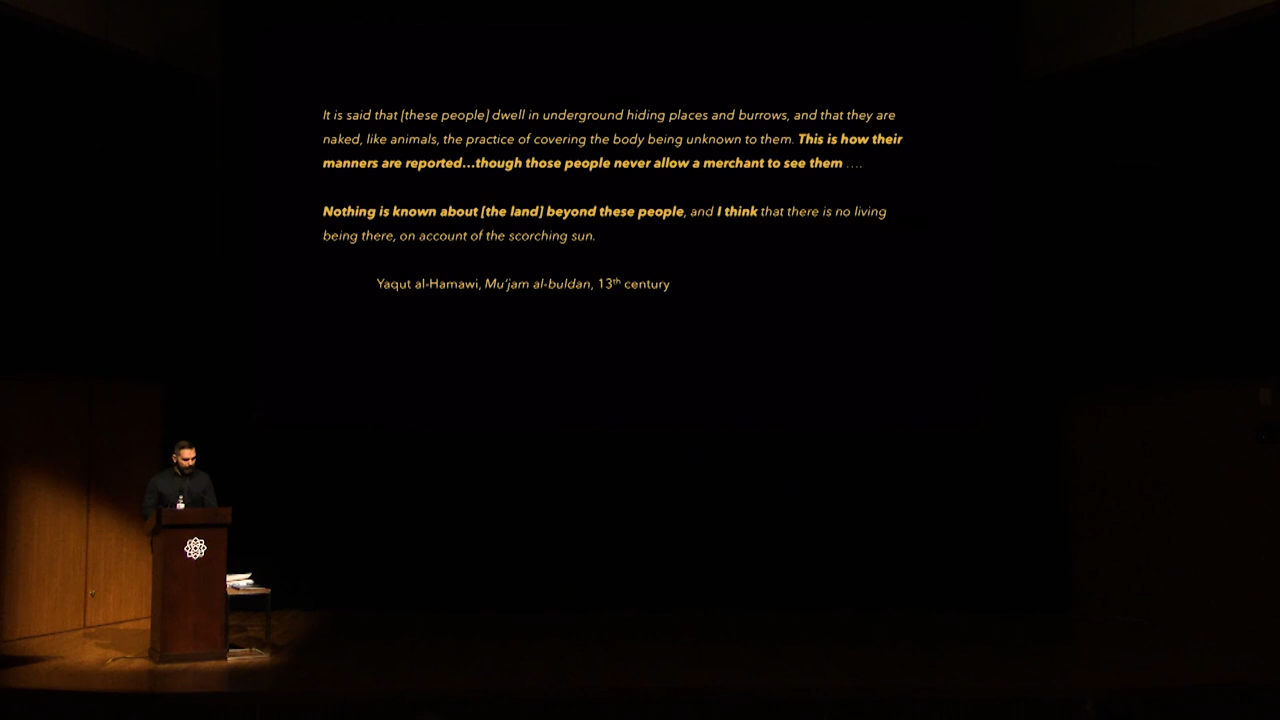 It is said that [these people] dwell in underground hiding places and burrows, and that they are
naked, like animals, the practice of covering the body being unknown to them. This is how their
manners are reported...though those people never allow a merchant to see them ....
Nothing is known about [the land] beyond these people, and I think that there is no living
being there, on account of the scorching sun.
Yaqut al-Hamawi, Mu'jam al-buldan, 13th century